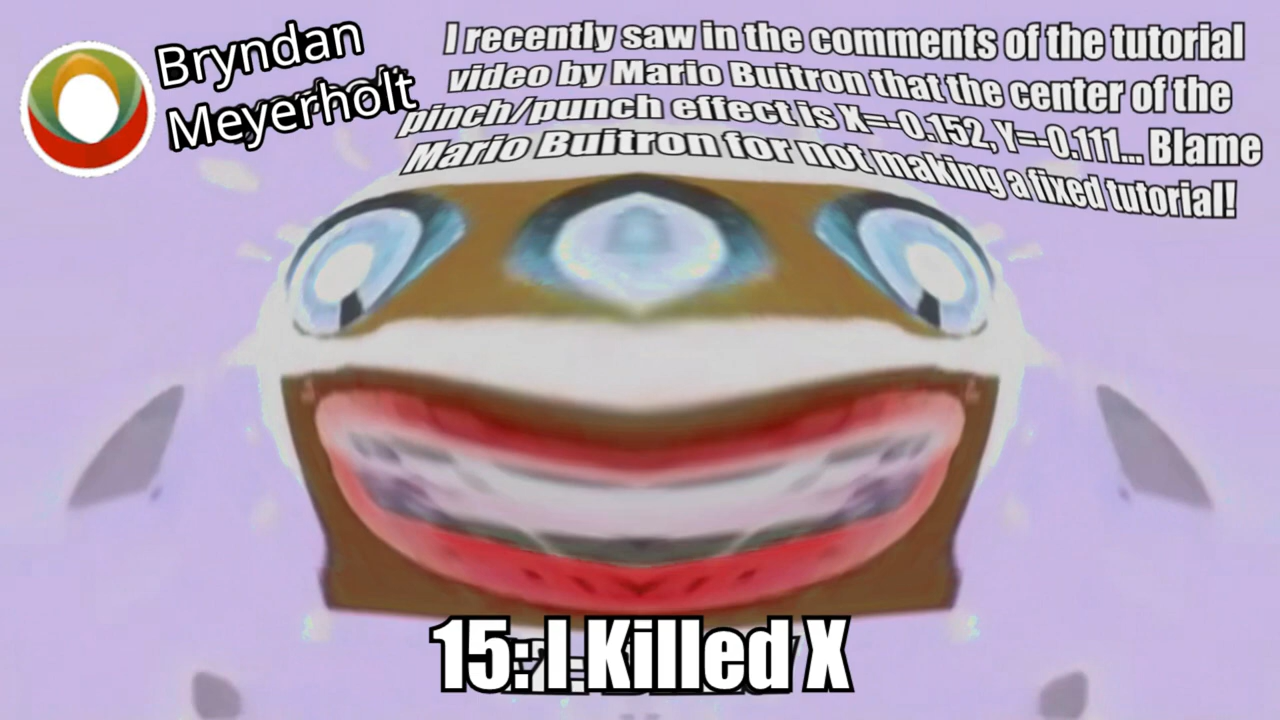 Bryndan
Meyerholt
I recently saw in the comments of the tutorial
video by Mario Buitron that the center of the
pinch/punch effect is X=-0.152, Y=-0.111... Blame
Mario Buitron for not making a fixed tutorial!
15: I Killed X